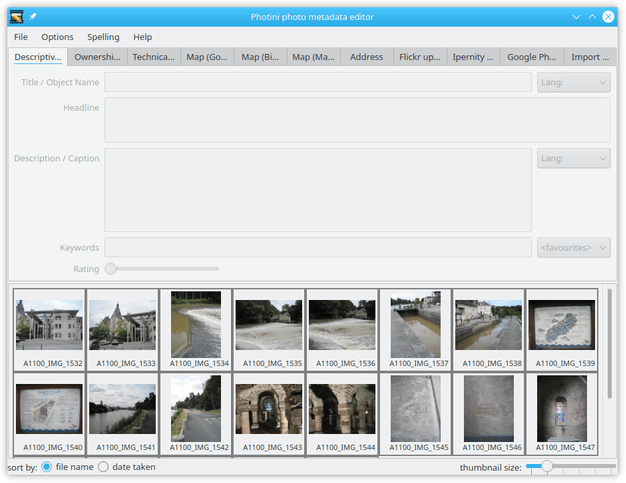 Photini photo metadata editor
File Options Spelling Help
Descriptiv... Ownershi... Technica... Map (Go... Map (Bi... Map (Ma... Address Flickr up... Ipernity ... Google Ph... Import ...
Title / Object Name Lang:
Headline
Description / Caption Lang:
Keywords <favourites>
Rating
A1100_IMG_1532 A1100_IMG_1533 A1100_IMG_1534 A1100_IMG_1535 A1100_IMG_1536 A1100_IMG_1537 A1100_IMG_1538 A1100_IMG_1539
A1100_IMG_1540 A1100_IMG_1541 A1100_IMG_1542 A1100_IMG_1543 A1100_IMG_1544 A1100_IMG_1545 A1100_IMG_1546 A1100_IMG_1547
sort by: file name date taken thumbnail size: